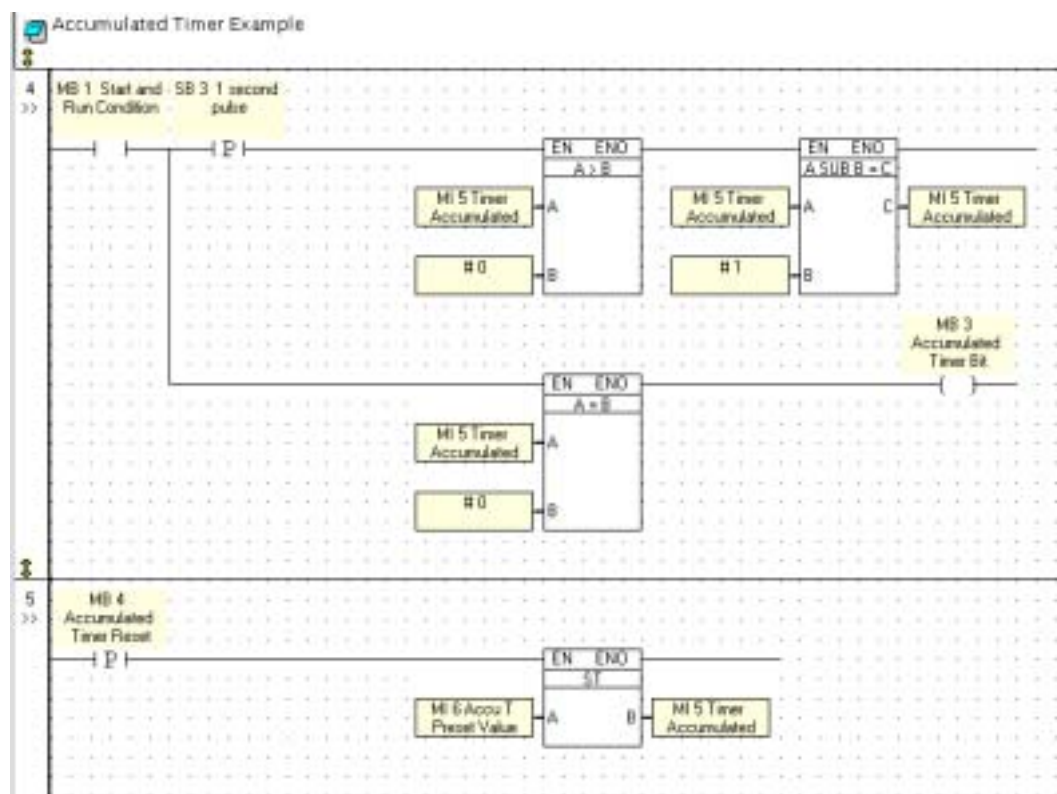 Accumulated Timer Example
4
>>
MB 1 Start and
Run Condition
SB 3 1 second
pulse
P
EN ENO
A > B
MI 5 Timer
Accumulated
A
# 0
B
EN ENO
A SUB B = C
MI 5 Timer
Accumulated
A
C
MI 5 Timer
Accumulated
# 1
B
MB 3
Accumulated
Timer Bit
EN ENO
A = B
MI 5 Timer
Accumulated
A
# 0
B
5
>>
MB 4
Accumulated
Timer Reset
P
EN ENO
ST
MI 6 Accu T
Preset Value
A
B
MI 5 Timer
Accumulated